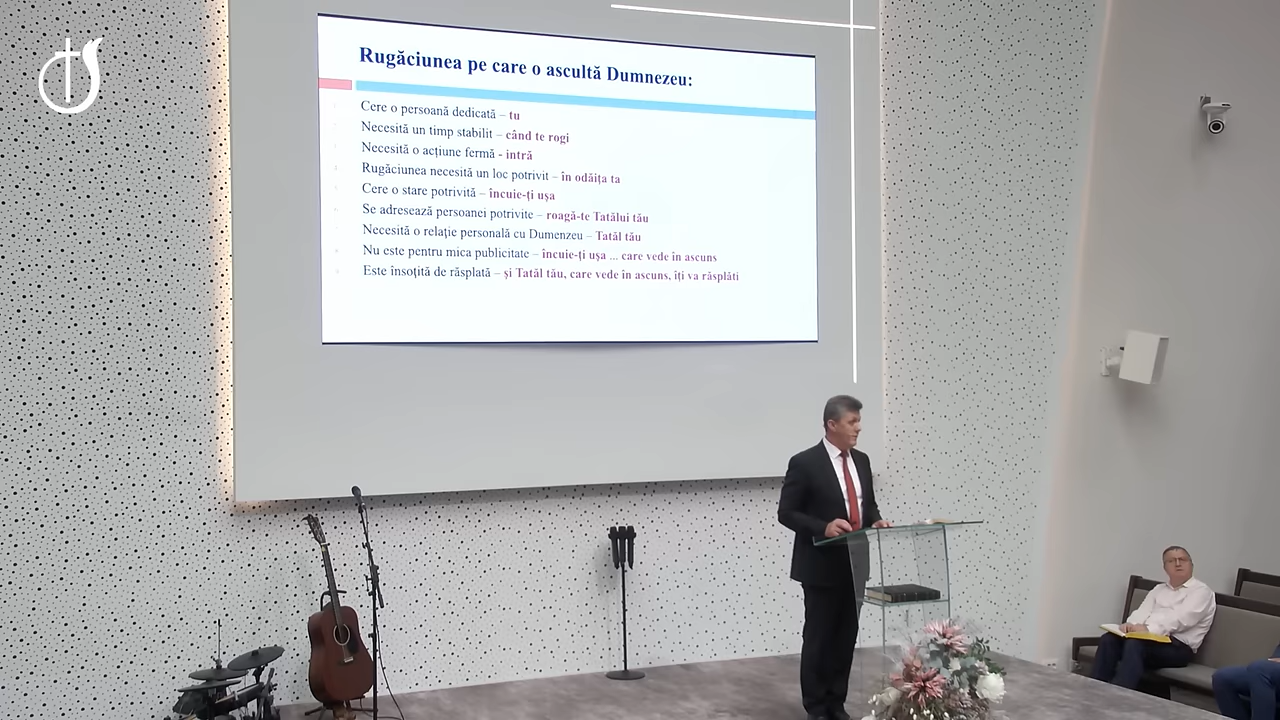 Rugăciunea pe care o ascultă Dumnezeu:
Cere o persoană dedicată – tu
Necesită un timp stabilit – când te rogi
Necesită o acțiune fermă - intră
Rugăciunea necesită un loc potrivit – în odăița ta
Cere o stare potrivită – încuie-ți ușa
Se adresează persoanei potrivite – roagă-te Tatălui tău
Necesită o relație personală cu Dumenzeu – Tatăl tău
Nu este pentru mica publicitate – încuie-ți ușa ... care vede în ascuns
Este însoțită de răsplată – și Tatăl tău, care vede în ascuns, îți va răsplăti